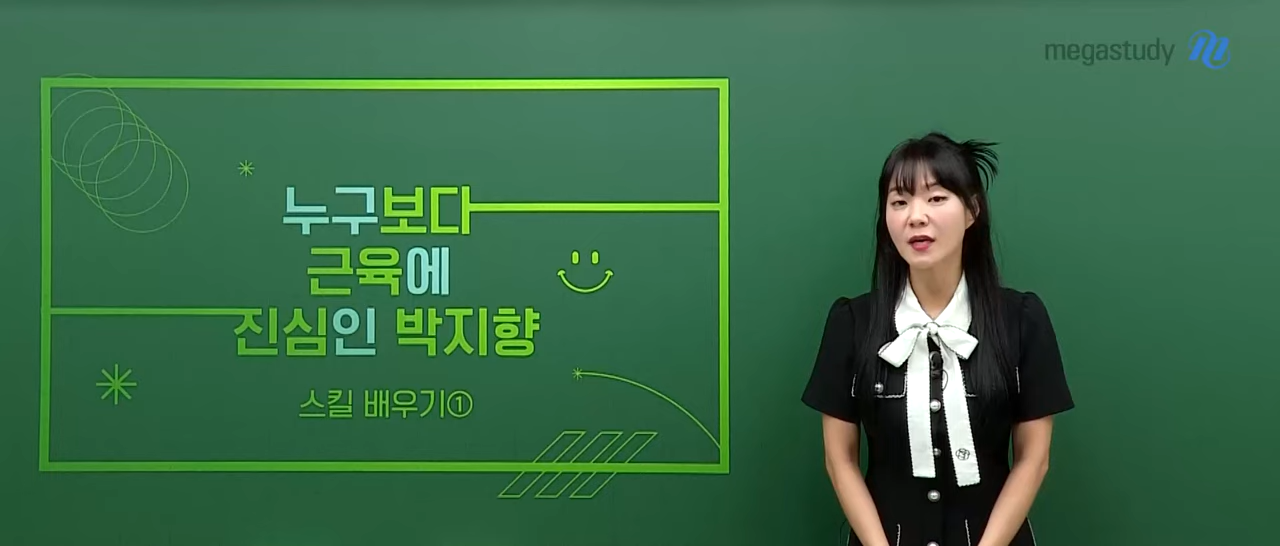 megastudy
누구보다
근육에
진심인 박지향
스킬 배우기①